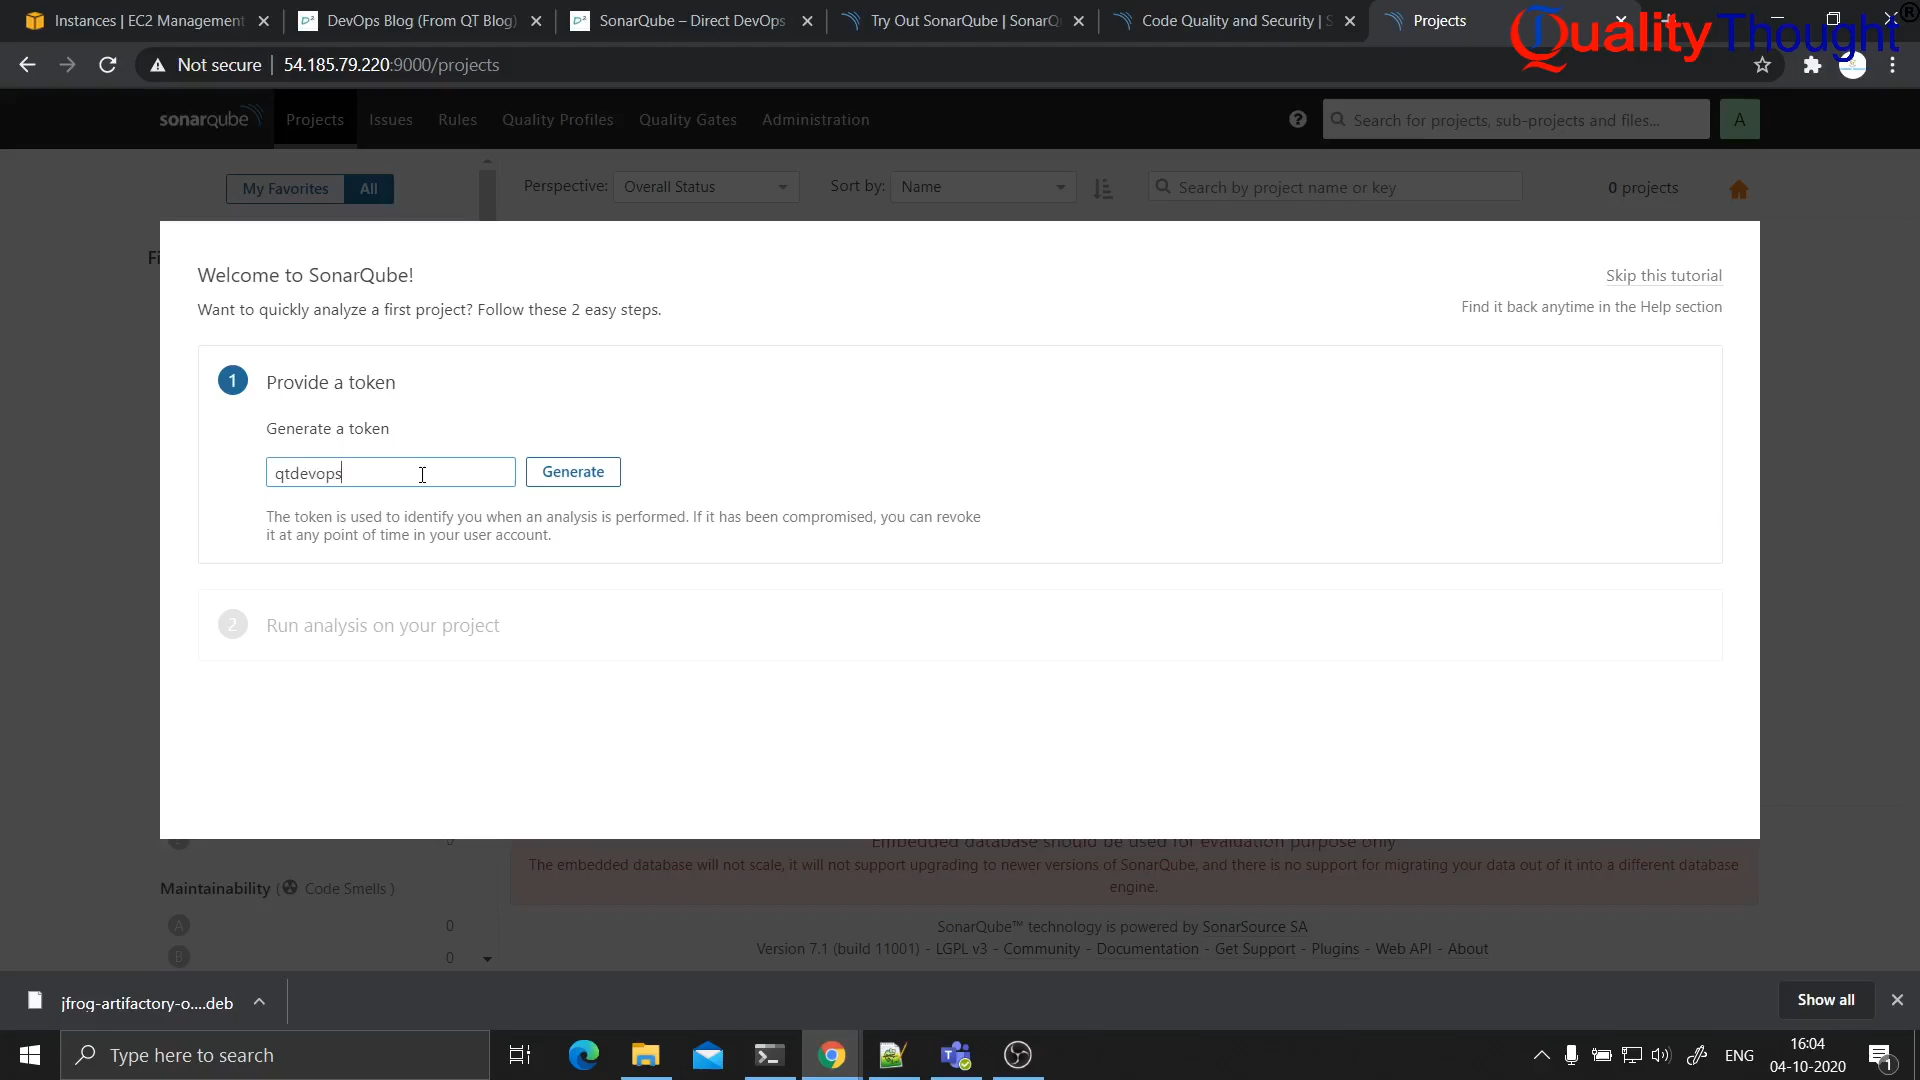 Instances | EC2 Management
DevOps Blog (From QT Blog)
SonarQube – Direct DevOps
Try Out SonarQube | SonarQu
Code Quality and Security | S
Projects
Quality Thought ®
Not secure | 54.185.79.220:9000/projects
sonarqube
Projects
Issues
Rules
Quality Profiles
Quality Gates
Administration
Search for projects, sub-projects and files...
A
My Favorites
All
Perspective:
Overall Status
Sort by:
Name
Search by project name or key
0 projects
Fi
Welcome to SonarQube!
Skip this tutorial
Want to quickly analyze a first project? Follow these 2 easy steps.
Find it back anytime in the Help section
1
Provide a token
Generate a token
qtdevops
Generate
The token is used to identify you when an analysis is performed. If it has been compromised, you can revoke
it at any point of time in your user account.
2
Run analysis on your project
0
Embedded database should be used for evaluation purpose only
The embedded database will not scale, it will not support upgrading to newer versions of SonarQube, and there is no support for migrating your data out of it into a different database
engine.
Maintainability ( Code Smells )
A 0
B 0
SonarQube™ technology is powered by SonarSource SA
Version 7.1 (build 11001) - LGPL v3 - Community - Documentation - Get Support - Plugins - Web API - About
jfrog-artifactory-o....deb
Show all
Type here to search
ENG
16:04
04-10-2020
1